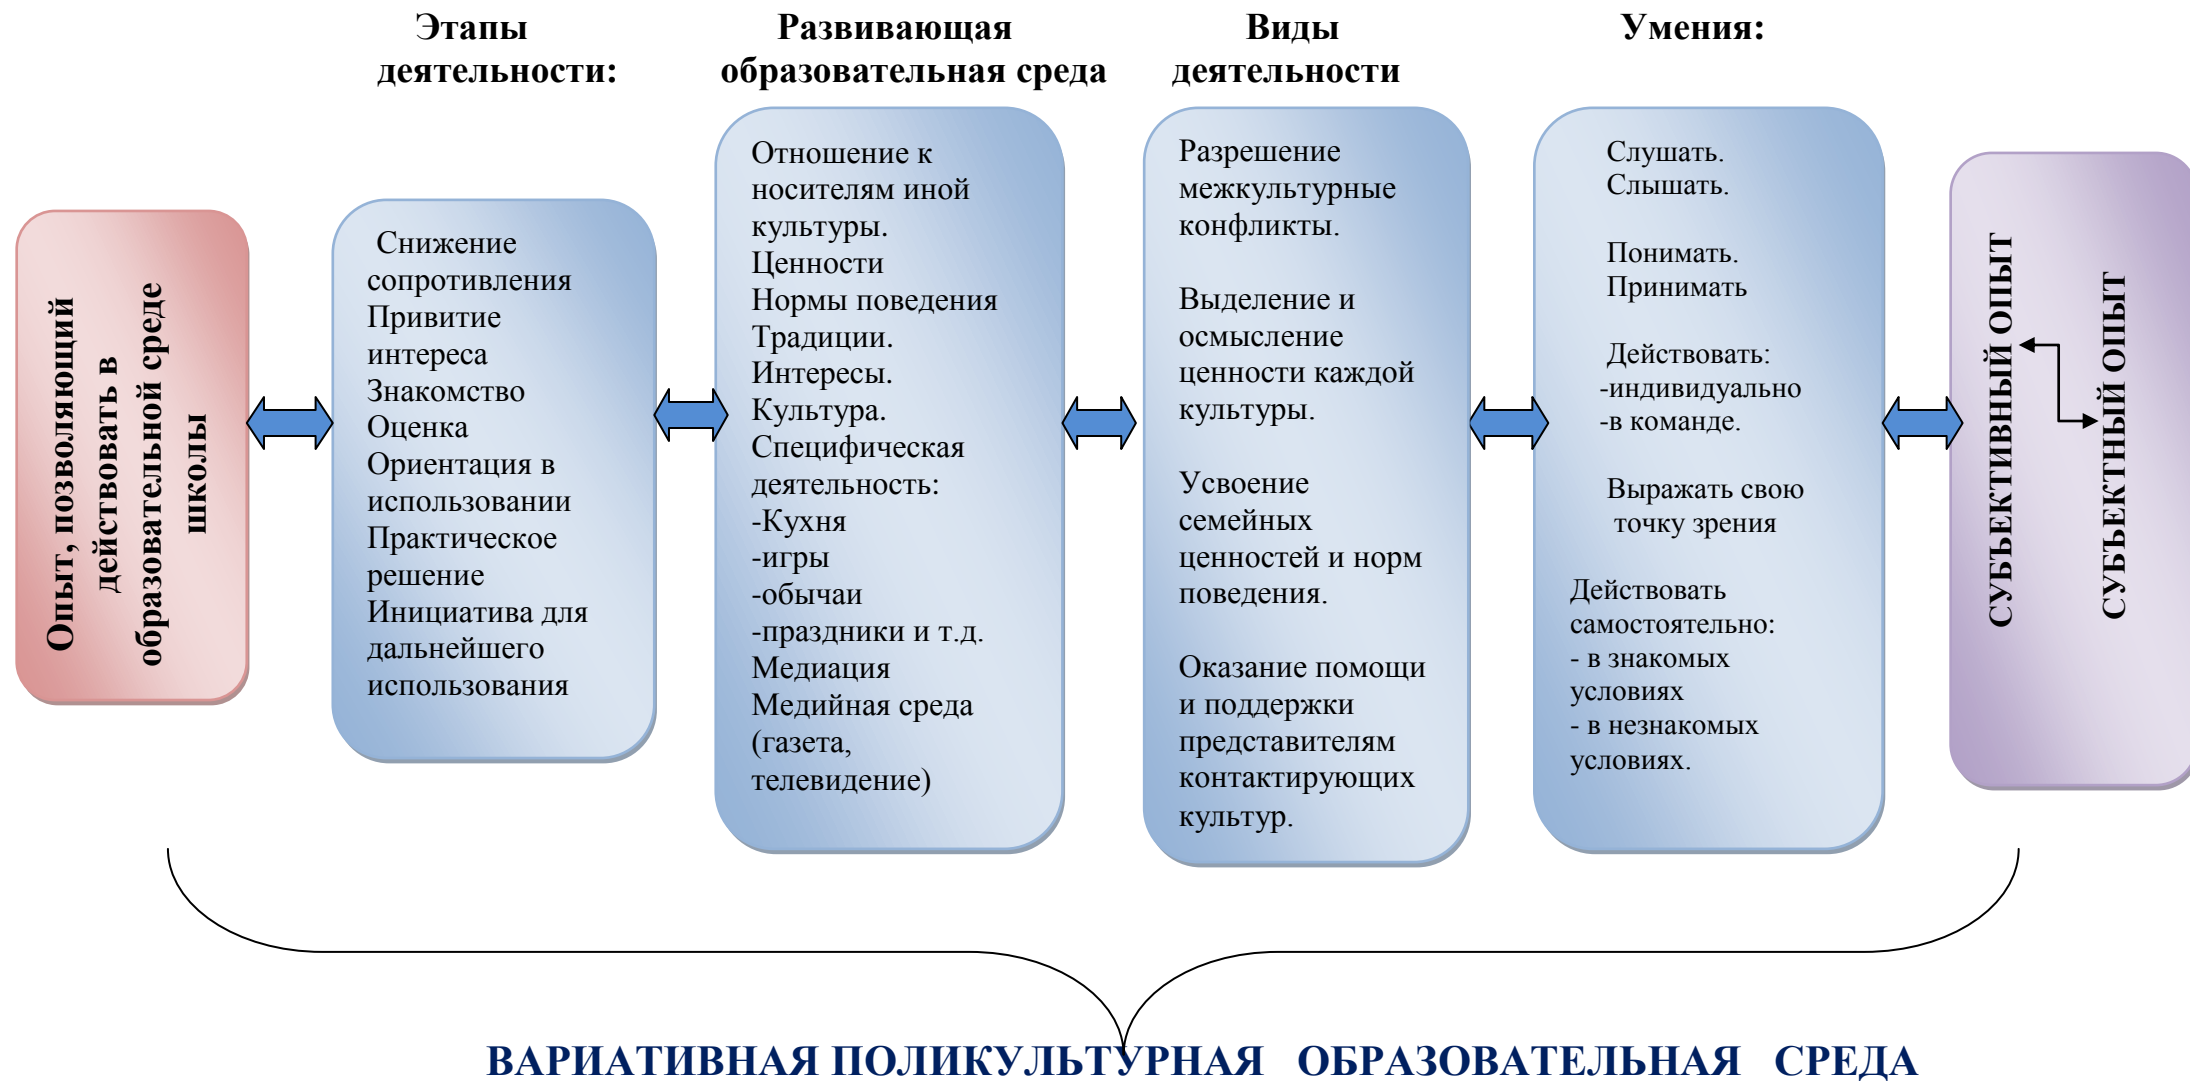 Этапы
деятельности:
Развивающая
образовательная среда
Виды
деятельности
Умения:
Опыт, позволяющий
действовать в
образовательной среде
школы
Снижение
сопротивления
Привитие
интереса
Знакомство
Оценка
Ориентация в
использовании
Практическое
решение
Инициатива для
дальнейшего
использования
Отношение к
носителям иной
культуры.
Ценности
Нормы поведения
Традиции.
Интересы.
Культура.
Специфическая
деятельность:
-Кухня
-игры
-обычаи
-праздники и т.д.
Медиация
Медийная среда
(газета,
телевидение)
Разрешение
межкультурные
конфликты.
Выделение и
осмысление
ценности каждой
культуры.
Усвоение
семейных
ценностей и норм
поведения.
Оказание помощи
и поддержки
представителям
контактирующих
культур.
Слушать.
Слышать.
Понимать.
Принимать
Действовать:
-индивидуально
-в команде.
Выражать свою
точку зрения
Действовать
самостоятельно:
- в знакомых
условиях
- в незнакомых
условиях.
СУБЪЕКТИВНЫЙ ОПЫТ
СУБЪЕКТНЫЙ ОПЫТ
ВАРИАТИВНАЯ ПОЛИКУЛЬТУРНАЯ ОБРАЗОВАТЕЛЬНАЯ СРЕДА